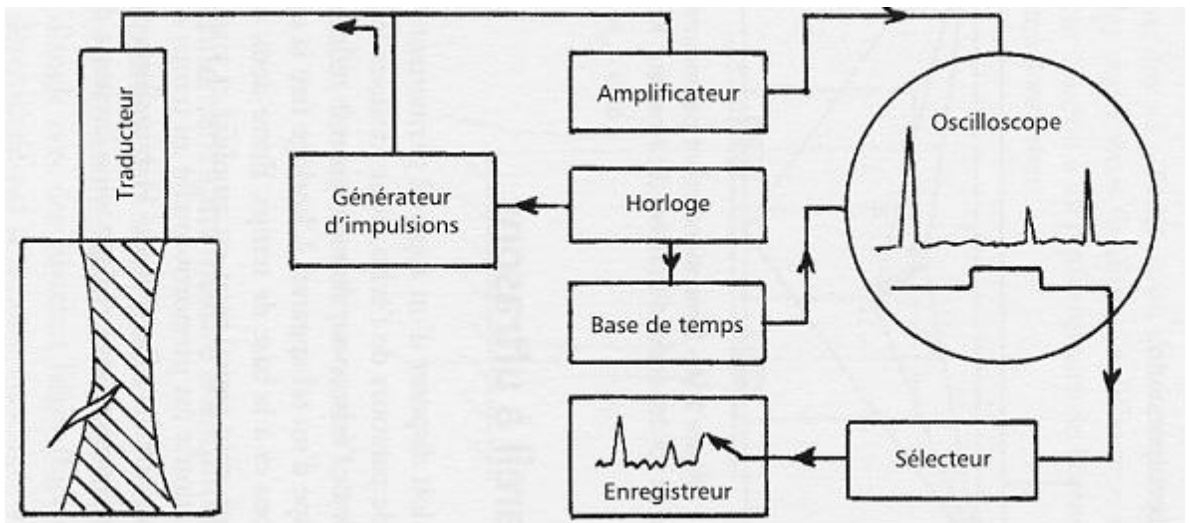 Traducteur
Amplificateur
Oscilloscope
Générateur
d'impulsions
Horloge
Base de temps
Enregistreur
Sélecteur